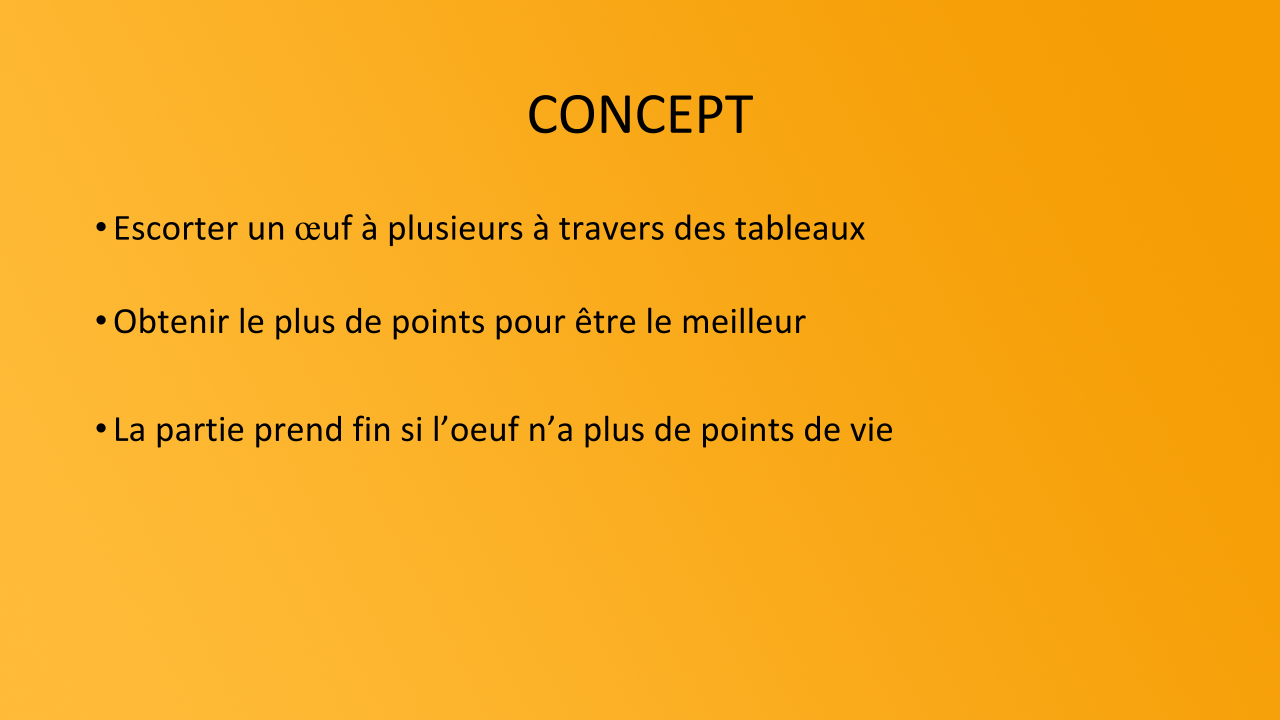 CONCEPT
• Escorter un œuf à plusieurs à travers des tableaux
• Obtenir le plus de points pour être le meilleur
• La partie prend fin si l’oeuf n’a plus de points de vie